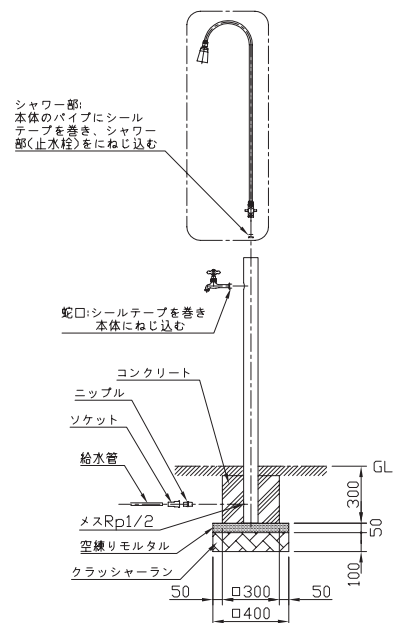 シャワー部:
本体のパイプにシール
テープを巻き、シャワー
部(止水栓)をにねじ込む
蛇口:シールテープを巻き
本体にねじ込む
コンクリート
ニップル
ソケット
給水管
GL
300
メスRp1/2
50
空練りモルタル
クラッシャーラン
100
50
□300
50
□400